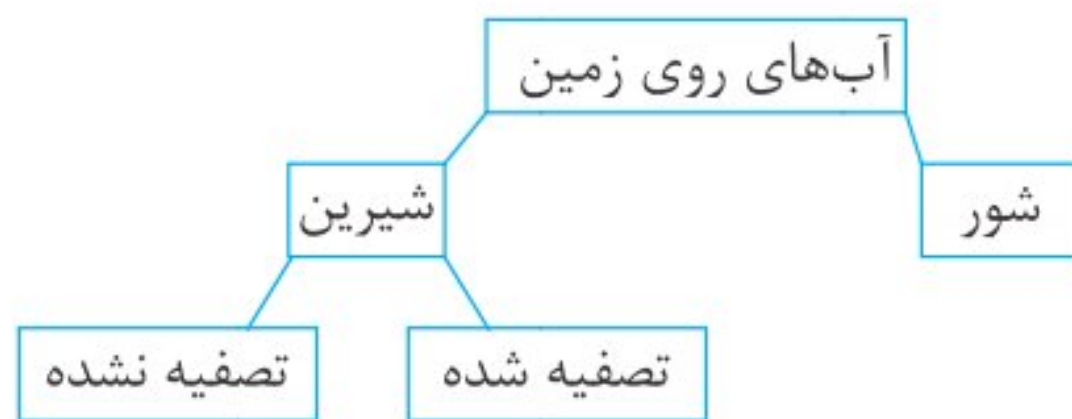 آب‌های روی زمین
شور
شیرین
تصفیه شده
تصفیه نشده